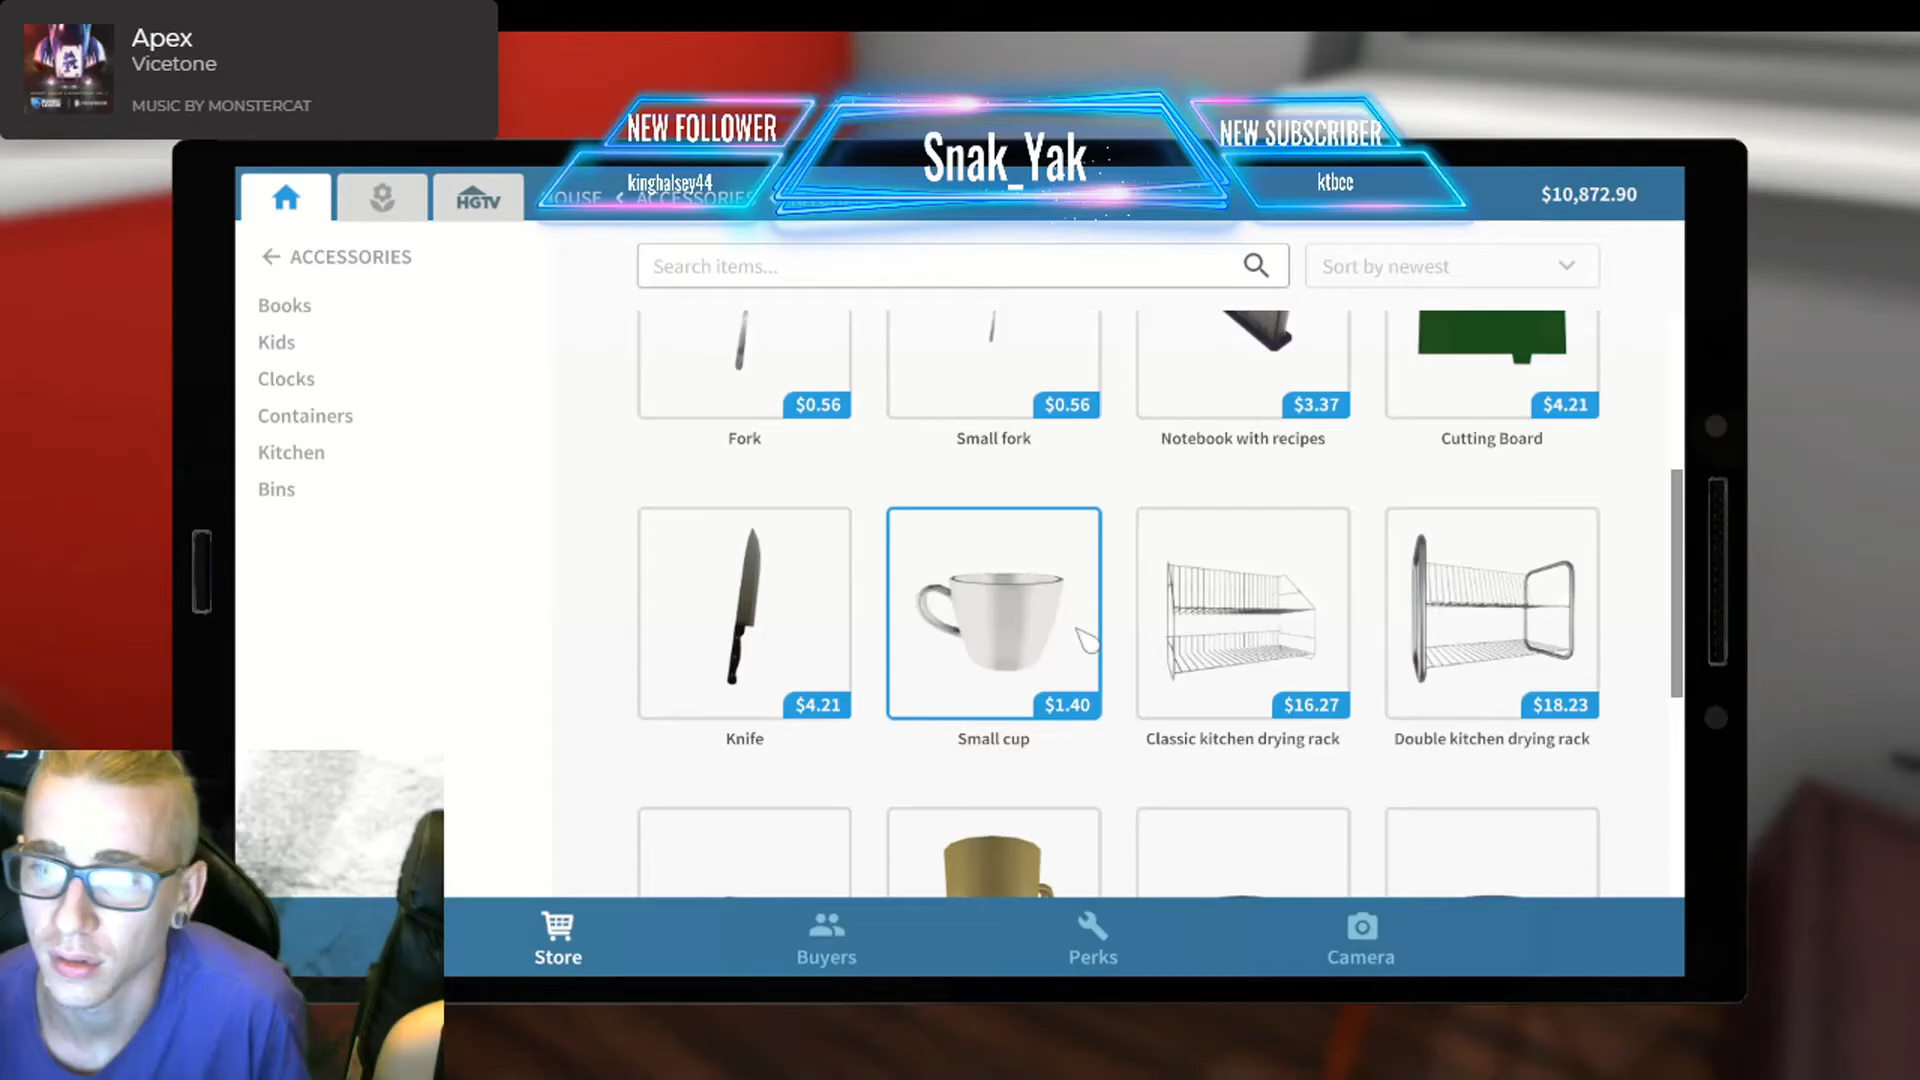 Apex
Vicetone
MUSIC BY MONSTERCAT
NEW FOLLOWER
kinghalsey44
Snak_Yak
NEW SUBSCRIBER
ktbcc
HGTV
HOUSE < ACCESSORIES
$10,872.90
← ACCESSORIES
Books
Kids
Clocks
Containers
Kitchen
Bins
Search items...
Sort by newest
$0.56
$0.56
$3.37
$4.21
Fork
Small fork
Notebook with recipes
Cutting Board
$4.21
$1.40
$16.27
$18.23
Knife
Small cup
Classic kitchen drying rack
Double kitchen drying rack
Store
Buyers
Perks
Camera